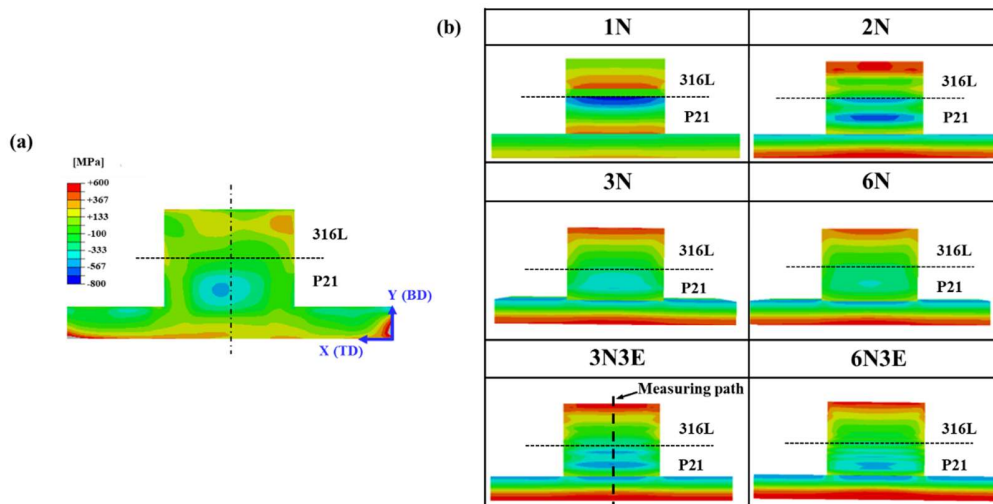 (a)
[MPa]
+600
+367
+133
-100
-333
-567
-800
316L
P21
Y (BD)
X (TD)
(b)
1N
2N
316L
P21
316L
P21
3N
6N
316L
P21
316L
P21
3N3E
6N3E
Measuring path
316L
P21
316L
P21